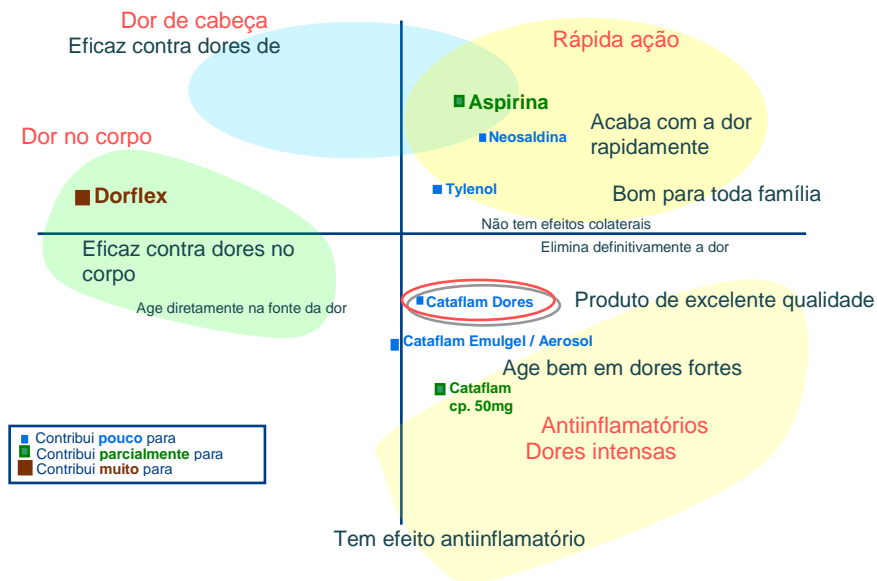 Dor de cabeça
Eficaz contra dores de
Rápida ação
Aspirina
Neosaldina
Acaba com a dor
rapidamente
Dor no corpo
Dorflex
Tylenol
Bom para toda família
Não tem efeitos colaterais
Eficaz contra dores no
corpo
Elimina definitivamente a dor
Age diretamente na fonte da dor
Cataflam Dores
Produto de excelente qualidade
Cataflam Emulgel / Aerosol
Age bem em dores fortes
Cataflam
cp. 50mg
Antiinflamatórios
Dores intensas
Contribui pouco para
Contribui parcialmente para
Contribui muito para
Tem efeito antiinflamatório